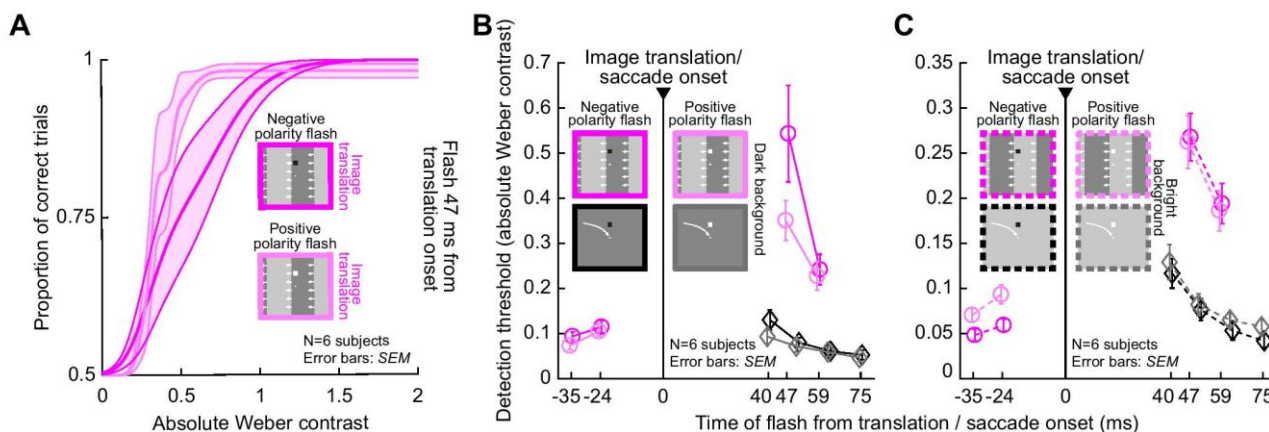 A
Proportion of correct trials
1
0.75
0.5
0
0.5
1
1.5
2
Absolute Weber contrast
Negative
polarity flash
Image
translation
Positive
polarity flash
Image
translation
N=6 subjects
Error bars: SEM
Flash 47 ms from
translation onset
B
Detection threshold (absolute Weber contrast)
0.7
0.6
0.5
0.4
0.3
0.2
0.1
0
Image translation/
saccade onset
Negative
polarity flash
Positive
polarity flash
Dark background
N=6 subjects
Error bars: SEM
-35
-24
0
40
47
59
75
C
0.35
0.3
0.25
0.2
0.15
0.1
0.05
0
Image translation/
saccade onset
Negative
polarity flash
Positive
polarity flash
Bright
background
N=6 subjects
Error bars: SEM
-35
-24
0
40
47
59
75
Time of flash from translation / saccade onset (ms)